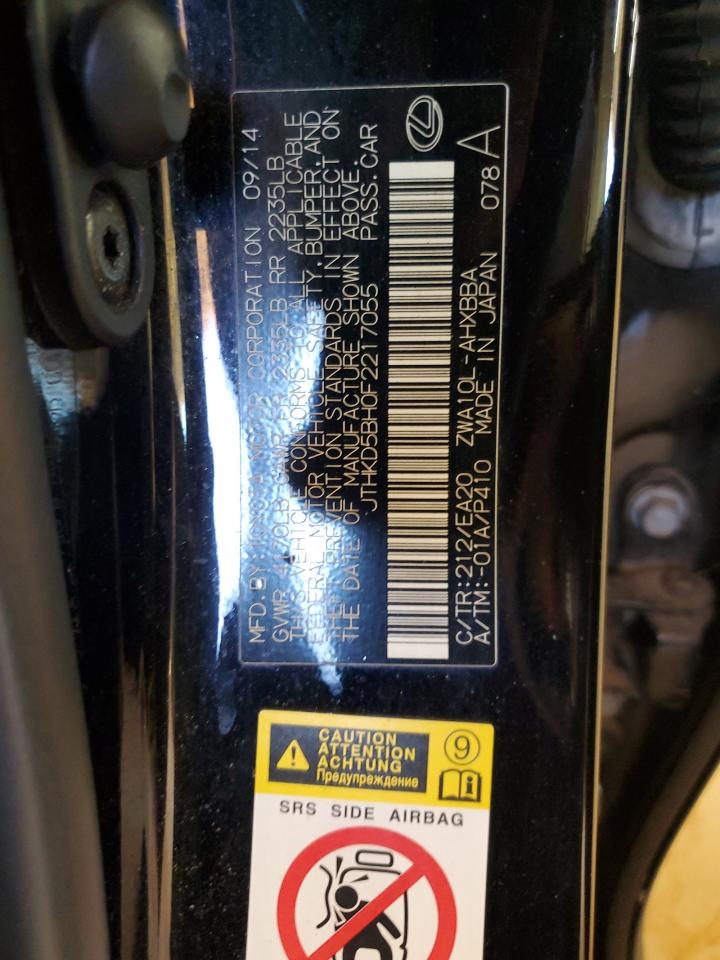 MFD.BY: TOYOTA MOTOR CORPORATION 09/14
GVWR 4470LB GAWR FR 2335LB RR 2235LB
THIS VEHICLE CONFORMS TO ALL APPLICABLE
FEDERAL MOTOR VEHICLE SAFETY, BUMPER, AND
THEFT PREVENTION STANDARDS IN EFFECT ON
THE DATE OF MANUFACTURE SHOWN ABOVE.
JTHKD5BH0F2217055 PASS.CAR
C/TR:212/EA20 ZWA10L-AHXBBA
A/TM:-01A/P410 MADE IN JAPAN 078 A
CAUTION
ATTENTION
ACHTUNG
Предупреждение
9
SRS SIDE AIRBAG